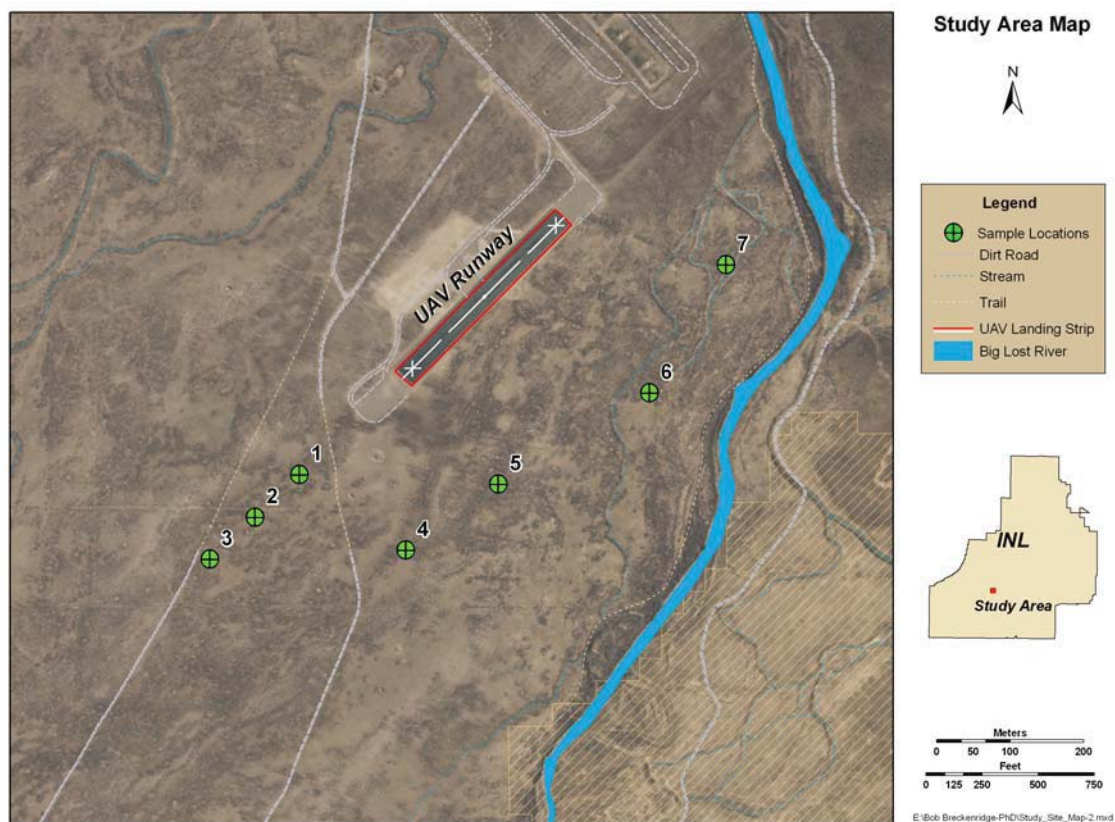 Study Area Map
N
Legend
Sample Locations
Dirt Road
Stream
Trail
UAV Landing Strip
Big Lost River
UAV Runway
7
6
5
1
2
3
4
INL
Study Area
Meters
0 50 100 200
Feet
0 125 250 500 750
E:\Bob Breckenridge-PhD\Study_Site_Map-2.mxd